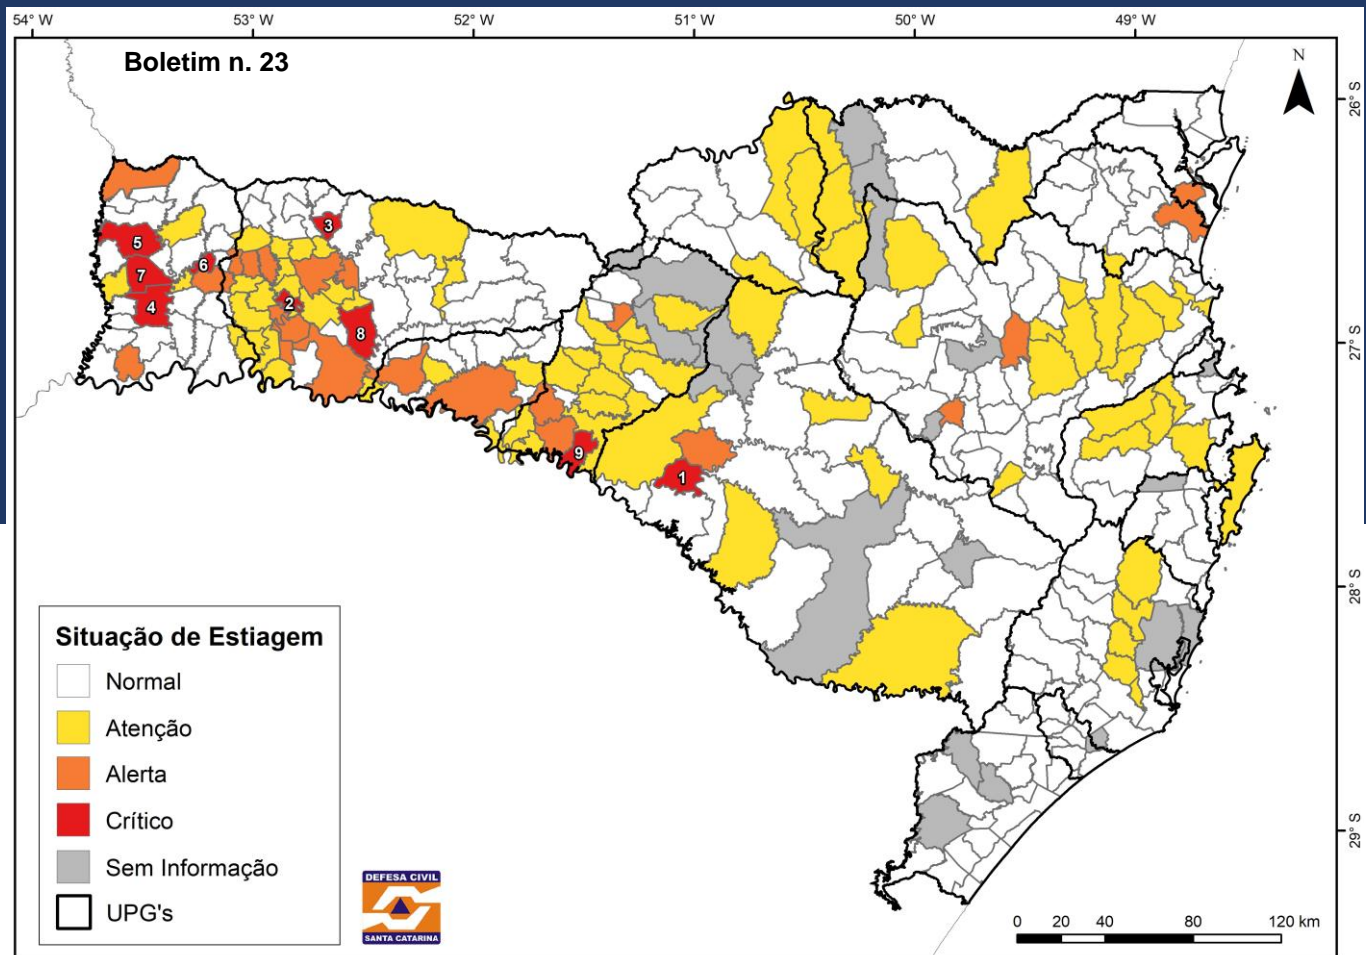 54° W 53° W 52° W 51° W 50° W 49° W
Boletim n. 23
N
26° S
27° S
28° S
29° S
3
5
6
7
2
4
8
9
1
Situação de Estiagem
Normal
Atenção
Alerta
Crítico
Sem Informação
UPG's
DEFESA CIVIL
SANTA CATARINA
0 20 40 80 120 km